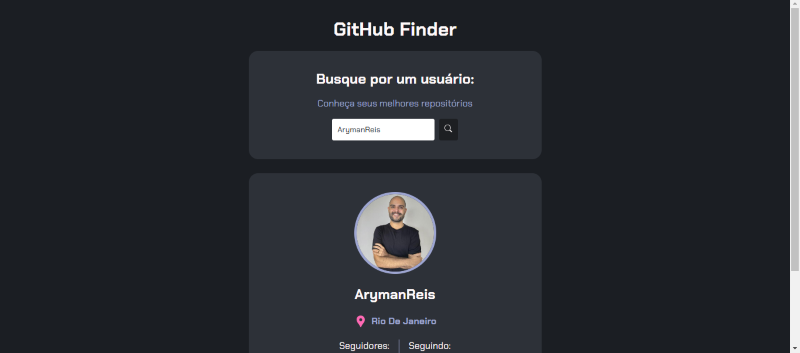 GitHub Finder
Busque por um usuário:
Conheça seus melhores repositórios
ArymanReis
ArymanReis
Rio De Janeiro
Seguidores: Seguindo: